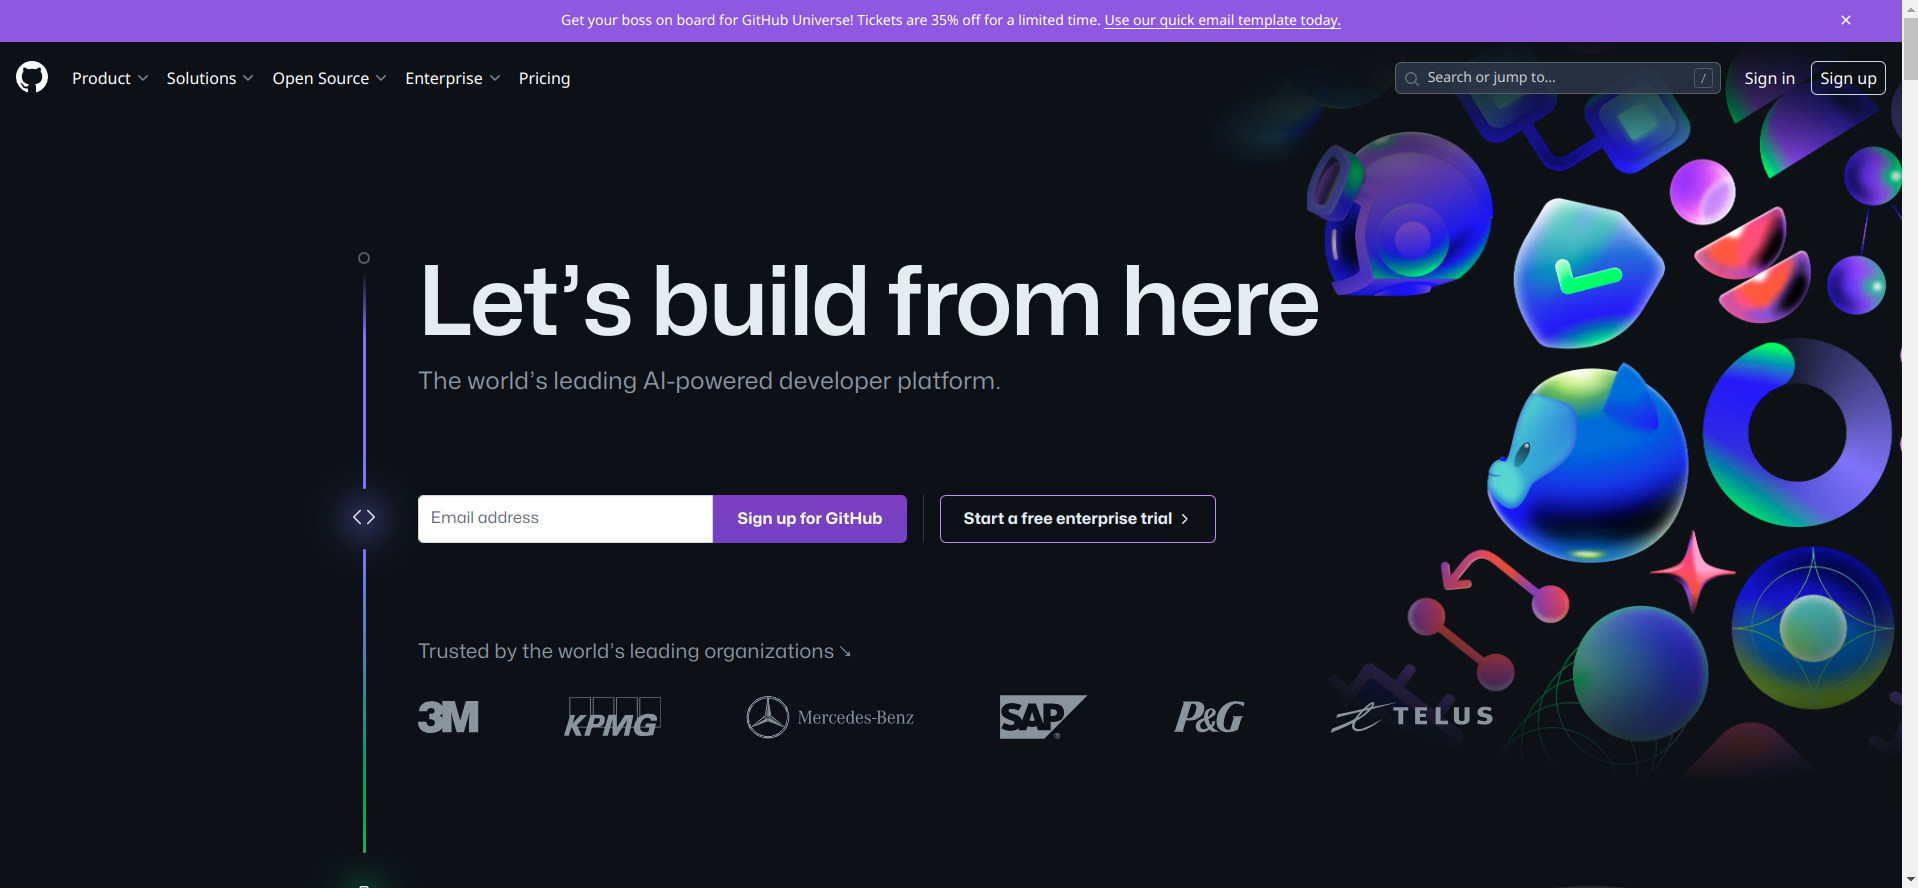 Get your boss on board for GitHub Universe! Tickets are 35% off for a limited time. Use our quick email template today.
Product
Solutions
Open Source
Enterprise
Pricing
Search or jump to...
/
Sign in
Sign up
Let’s build from here
The world’s leading AI-powered developer platform.
Email address
Sign up for GitHub
Start a free enterprise trial
Trusted by the world’s leading organizations ↘
3M
KPMG
Mercedes-Benz
SAP®
P&G
TELUS